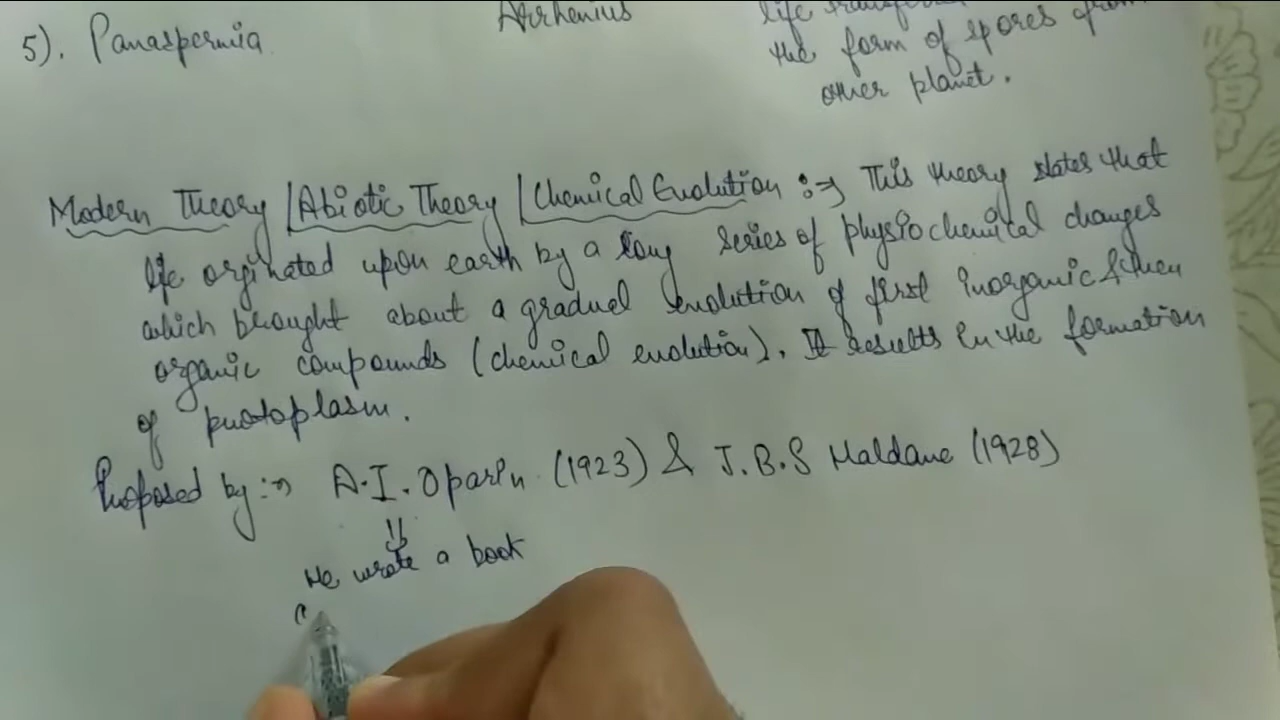 Arrhenius
life
5). Panaspermia
the form of spores from
other planet.
Modern Theory | Abiotic Theory | Chemical Evolution :→ This theory states that
life orginated upon earth by a long series of physiochemical changes
which brought about a gradual evolution of first inorganic & then
organic compounds (chemical evolution). It results in the formation
of protoplasm.
Proposed by :→ A.I. Oparin (1923) & J.B.S Haldane (1928)
He wrote a book